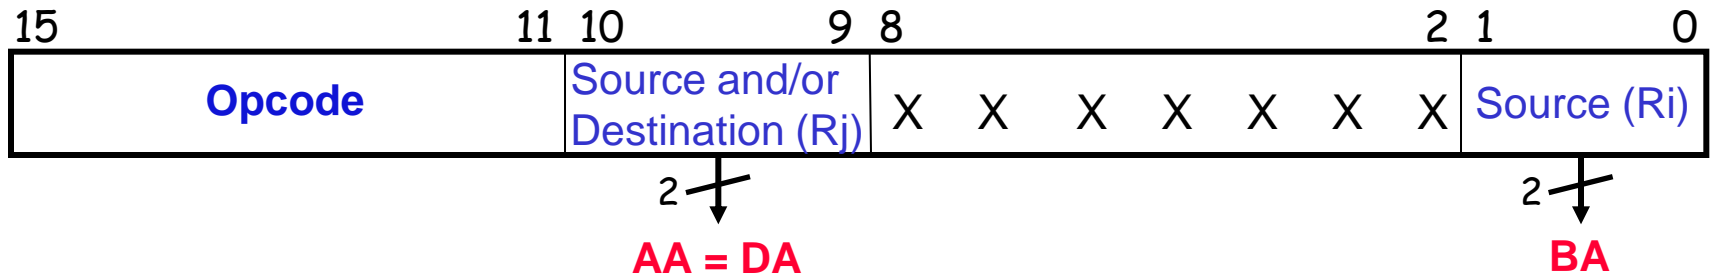 15 11 10 9 8 2 1 0
Opcode
Source and/or
Destination (Rj)
X X X X X X X
Source (Ri)
2 2
AA = DA
BA